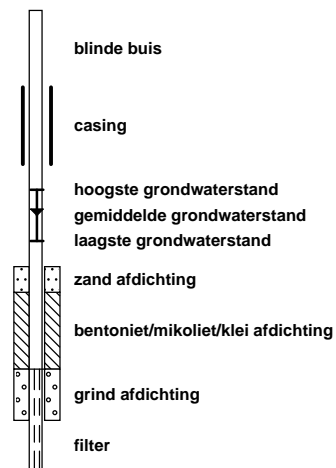 blinde buis
casing
hoogste grondwaterstand
gemiddelde grondwaterstand
laagste grondwaterstand
zand afdichting
bentoniet/mikoliet/klei afdichting
grind afdichting
filter